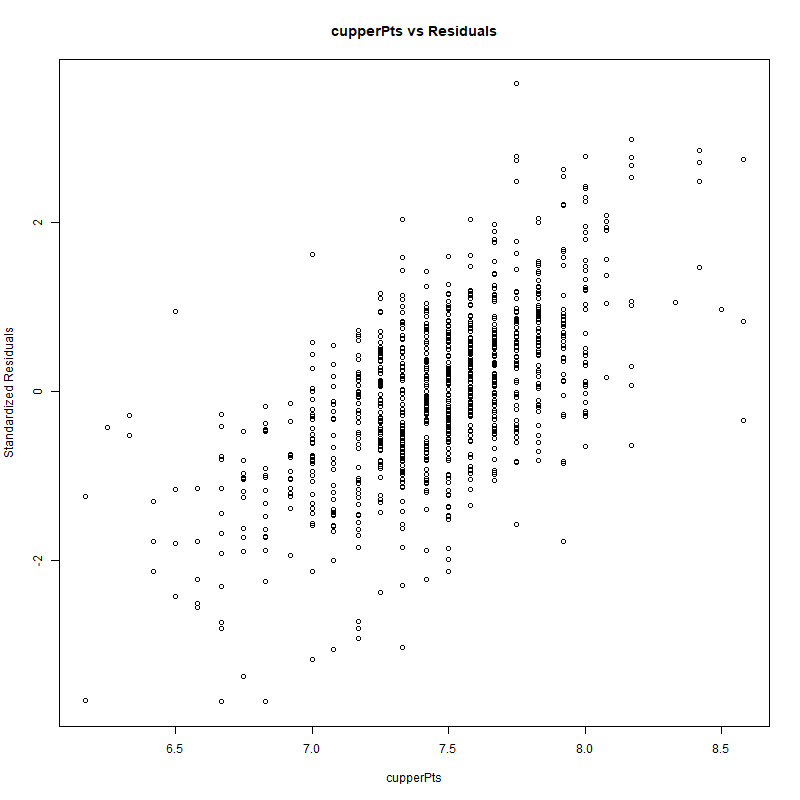 cupperPts vs Residuals
Standardized Residuals
2
0
-2
6.5 7.0 7.5 8.0 8.5
cupperPts